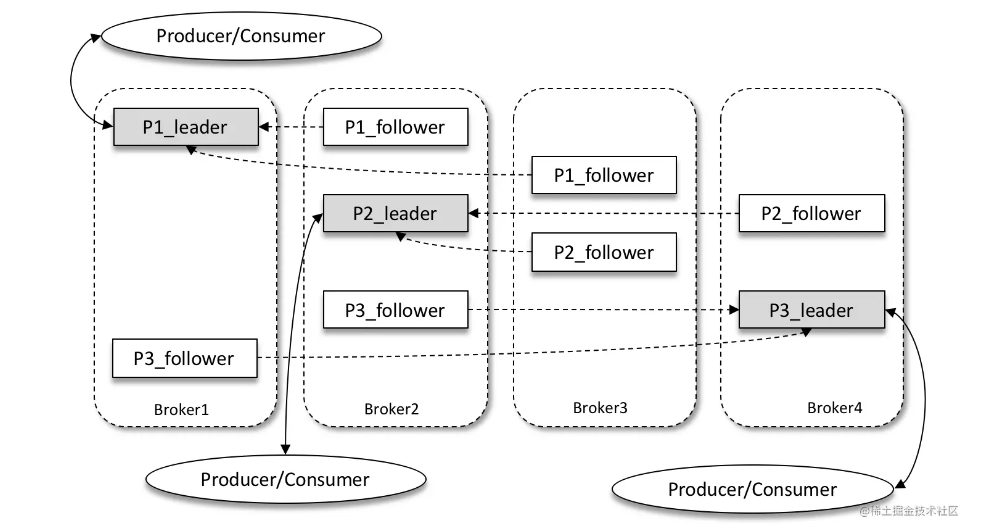 Producer/Consumer
P1_leader
P1_follower
P1_follower
P2_leader
P2_follower
P2_follower
P3_follower
P3_leader
P3_follower
Broker1
Broker2
Broker3
Broker4
Producer/Consumer
Producer/Consumer
@稀土掘金技术社区